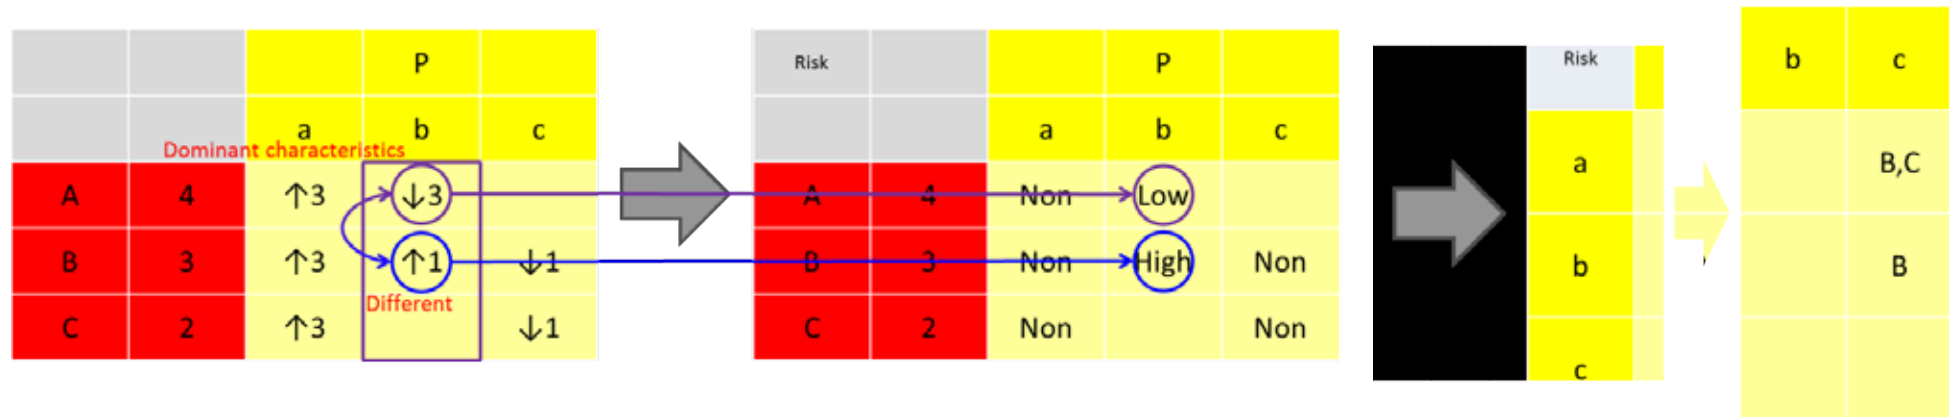 P
a b c
Dominant characteristics
A 4 ↑3 ↓3
B 3 ↑3 ↑1 ↓1
Different
C 2 ↑3 ↓1
Risk P
a b c
A 4 Non Low
B 3 Non High Non
C 2 Non Non
Risk
a
b
c
b c
B,C
B